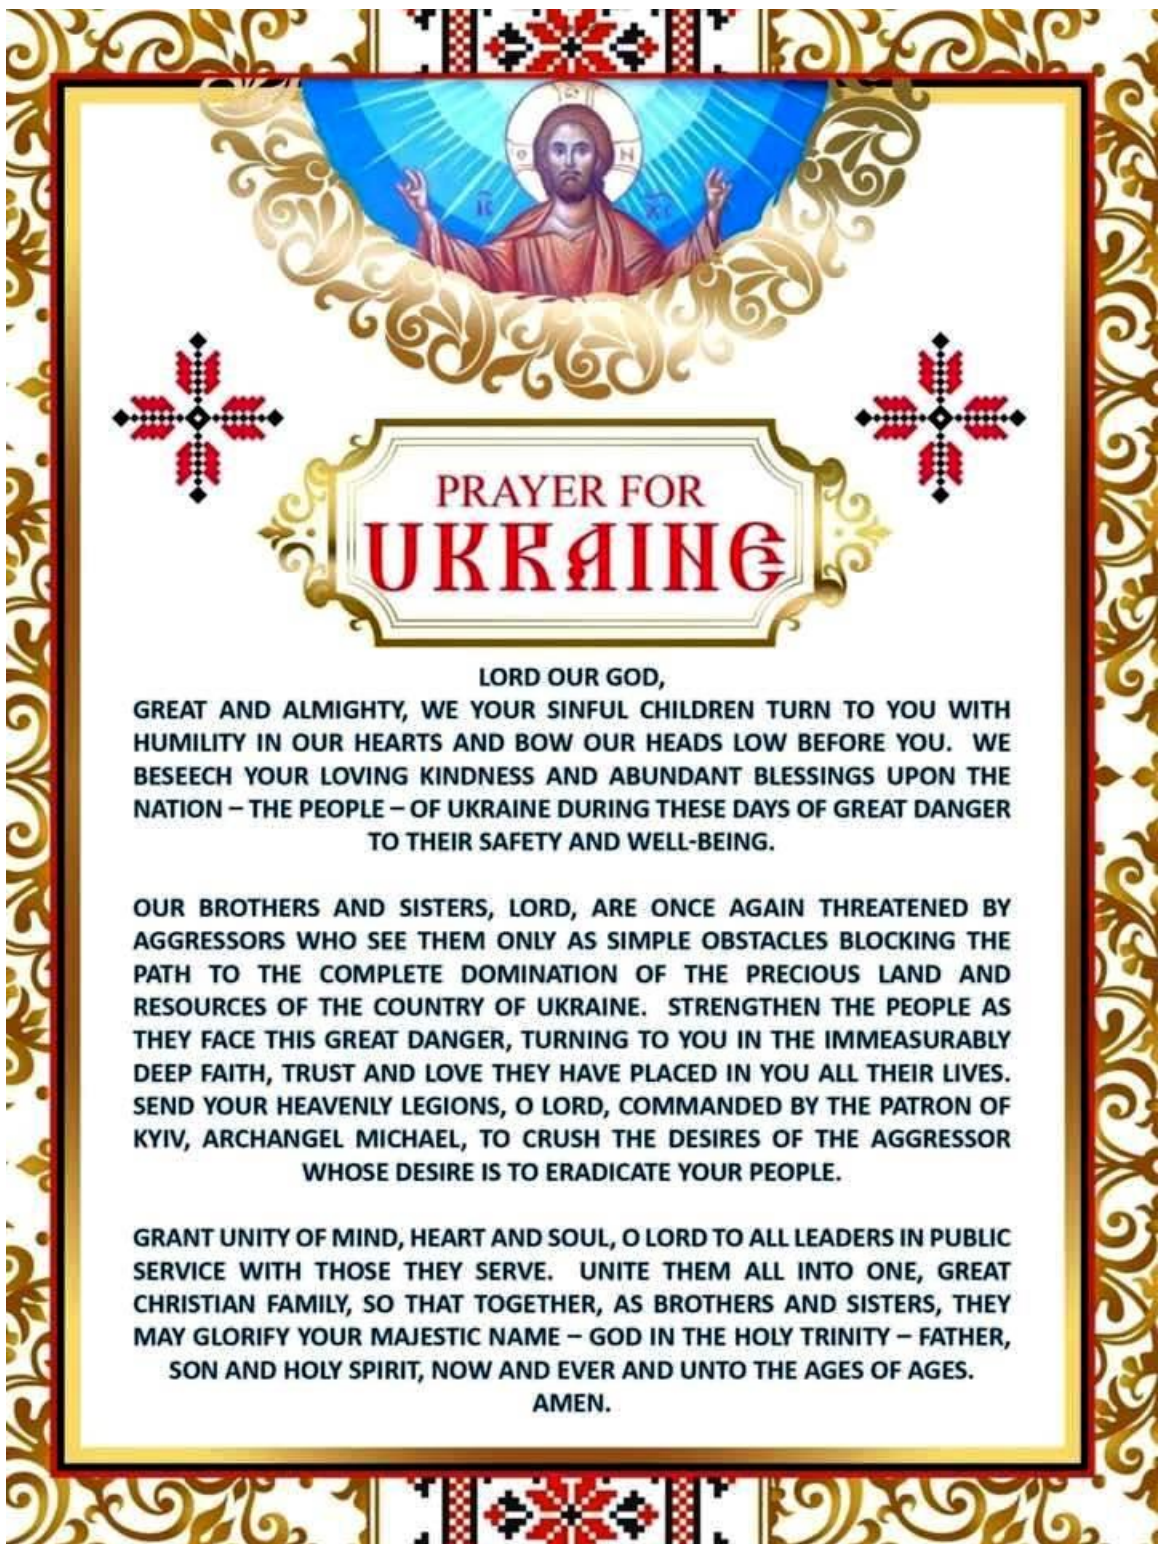 PRAYER FOR
UKRAINE
LORD OUR GOD,
GREAT AND ALMIGHTY, WE YOUR SINFUL CHILDREN TURN TO YOU WITH
HUMILITY IN OUR HEARTS AND BOW OUR HEADS LOW BEFORE YOU. WE
BESEECH YOUR LOVING KINDNESS AND ABUNDANT BLESSINGS UPON THE
NATION – THE PEOPLE – OF UKRAINE DURING THESE DAYS OF GREAT DANGER
TO THEIR SAFETY AND WELL-BEING.
OUR BROTHERS AND SISTERS, LORD, ARE ONCE AGAIN THREATENED BY
AGGRESSORS WHO SEE THEM ONLY AS SIMPLE OBSTACLES BLOCKING THE
PATH TO THE COMPLETE DOMINATION OF THE PRECIOUS LAND AND
RESOURCES OF THE COUNTRY OF UKRAINE. STRENGTHEN THE PEOPLE AS
THEY FACE THIS GREAT DANGER, TURNING TO YOU IN THE IMMEASURABLY
DEEP FAITH, TRUST AND LOVE THEY HAVE PLACED IN YOU ALL THEIR LIVES.
SEND YOUR HEAVENLY LEGIONS, O LORD, COMMANDED BY THE PATRON OF
KYIV, ARCHANGEL MICHAEL, TO CRUSH THE DESIRES OF THE AGGRESSOR
WHOSE DESIRE IS TO ERADICATE YOUR PEOPLE.
GRANT UNITY OF MIND, HEART AND SOUL, O LORD TO ALL LEADERS IN PUBLIC
SERVICE WITH THOSE THEY SERVE. UNITE THEM ALL INTO ONE, GREAT
CHRISTIAN FAMILY, SO THAT TOGETHER, AS BROTHERS AND SISTERS, THEY
MAY GLORIFY YOUR MAJESTIC NAME – GOD IN THE HOLY TRINITY – FATHER,
SON AND HOLY SPIRIT, NOW AND EVER AND UNTO THE AGES OF AGES.
AMEN.